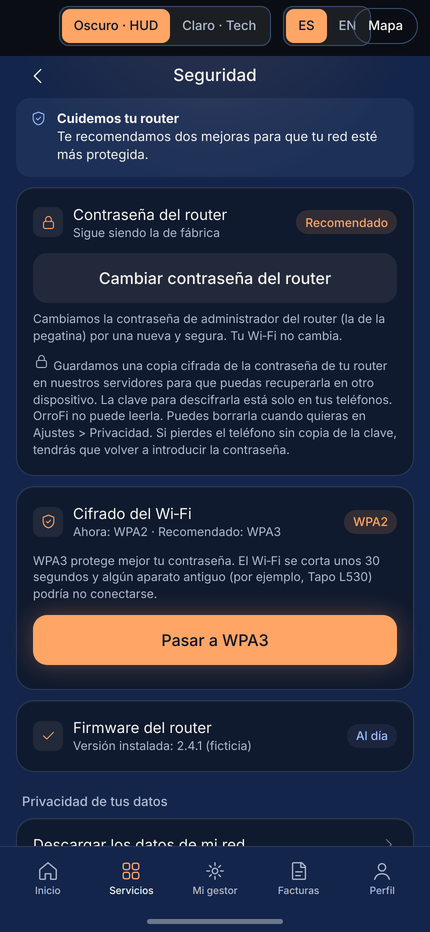 Oscuro · HUD
Claro · Tech
ES
EN
Mapa
Seguridad
Cuidemos tu router
Te recomendamos dos mejoras para que tu red esté
más protegida.
Contraseña del router
Sigue siendo la de fábrica
Recomendado
Cambiar contraseña del router
Cambiamos la contraseña de administrador del router (la de la
pegatina) por una nueva y segura. Tu Wi-Fi no cambia.
Guardamos una copia cifrada de la contraseña de tu router
en nuestros servidores para que puedas recuperarla en otro
dispositivo. La clave para descifrarla está solo en tus teléfonos.
OrroFi no puede leerla. Puedes borrarla cuando quieras en
Ajustes > Privacidad. Si pierdes el teléfono sin copia de la clave,
tendrás que volver a introducir la contraseña.
Cifrado del Wi-Fi
Ahora: WPA2 · Recomendado: WPA3
WPA2
WPA3 protege mejor tu contraseña. El Wi-Fi se corta unos 30
segundos y algún aparato antiguo (por ejemplo, Tapo L530)
podría no conectarse.
Pasar a WPA3
Firmware del router
Versión instalada: 2.4.1 (ficticia)
Al día
Privacidad de tus datos
Descargar los datos de mi red
Inicio
Servicios
Mi gestor
Facturas
Perfil